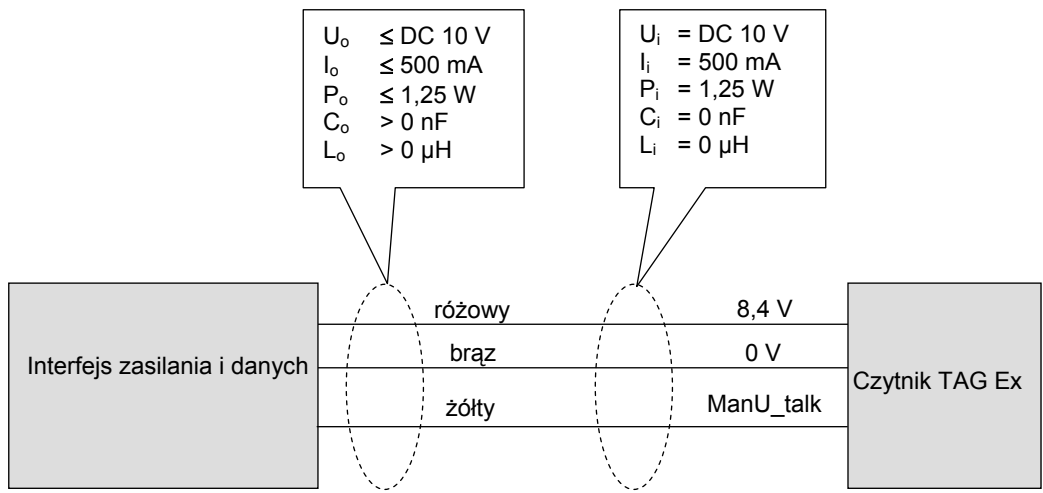 Uo ≤ DC 10 V
Io ≤ 500 mA
Po ≤ 1,25 W
Co > 0 nF
Lo > 0 µH
Ui = DC 10 V
Ii = 500 mA
Pi = 1,25 W
Ci = 0 nF
Li = 0 µH
różowy 8,4 V
brąz 0 V
Interfejs zasilania i danych
Czytnik TAG Ex
żółty ManU_talk